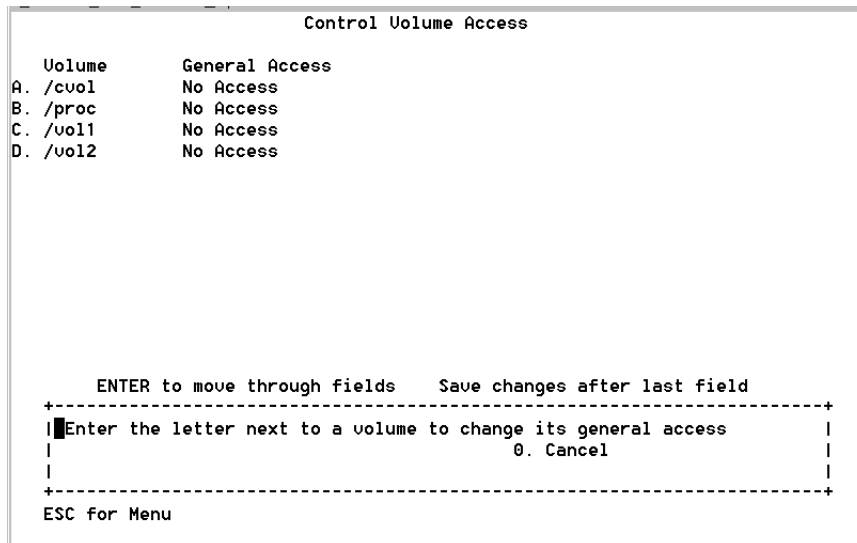 Control Volume Access
Volume General Access
A. /cvol No Access
B. /proc No Access
C. /vol1 No Access
D. /vol2 No Access
ENTER to move through fields Save changes after last field
Enter the letter next to a volume to change its general access
0. Cancel
ESC for Menu